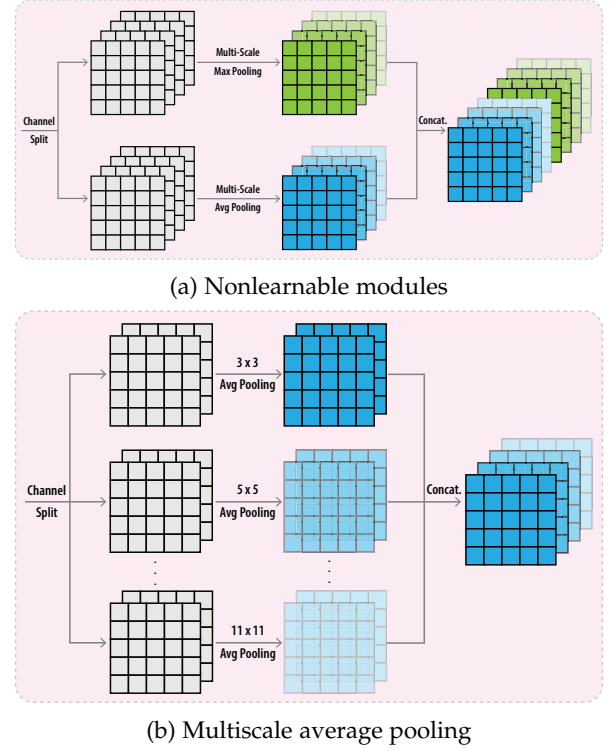 Channel
Split
Multi-Scale
Max Pooling
Multi-Scale
Avg Pooling
Concat.
(a) Nonlearnable modules
Channel
Split
3 x 3
Avg Pooling
5 x 5
Avg Pooling
11 x 11
Avg Pooling
Concat.
(b) Multiscale average pooling